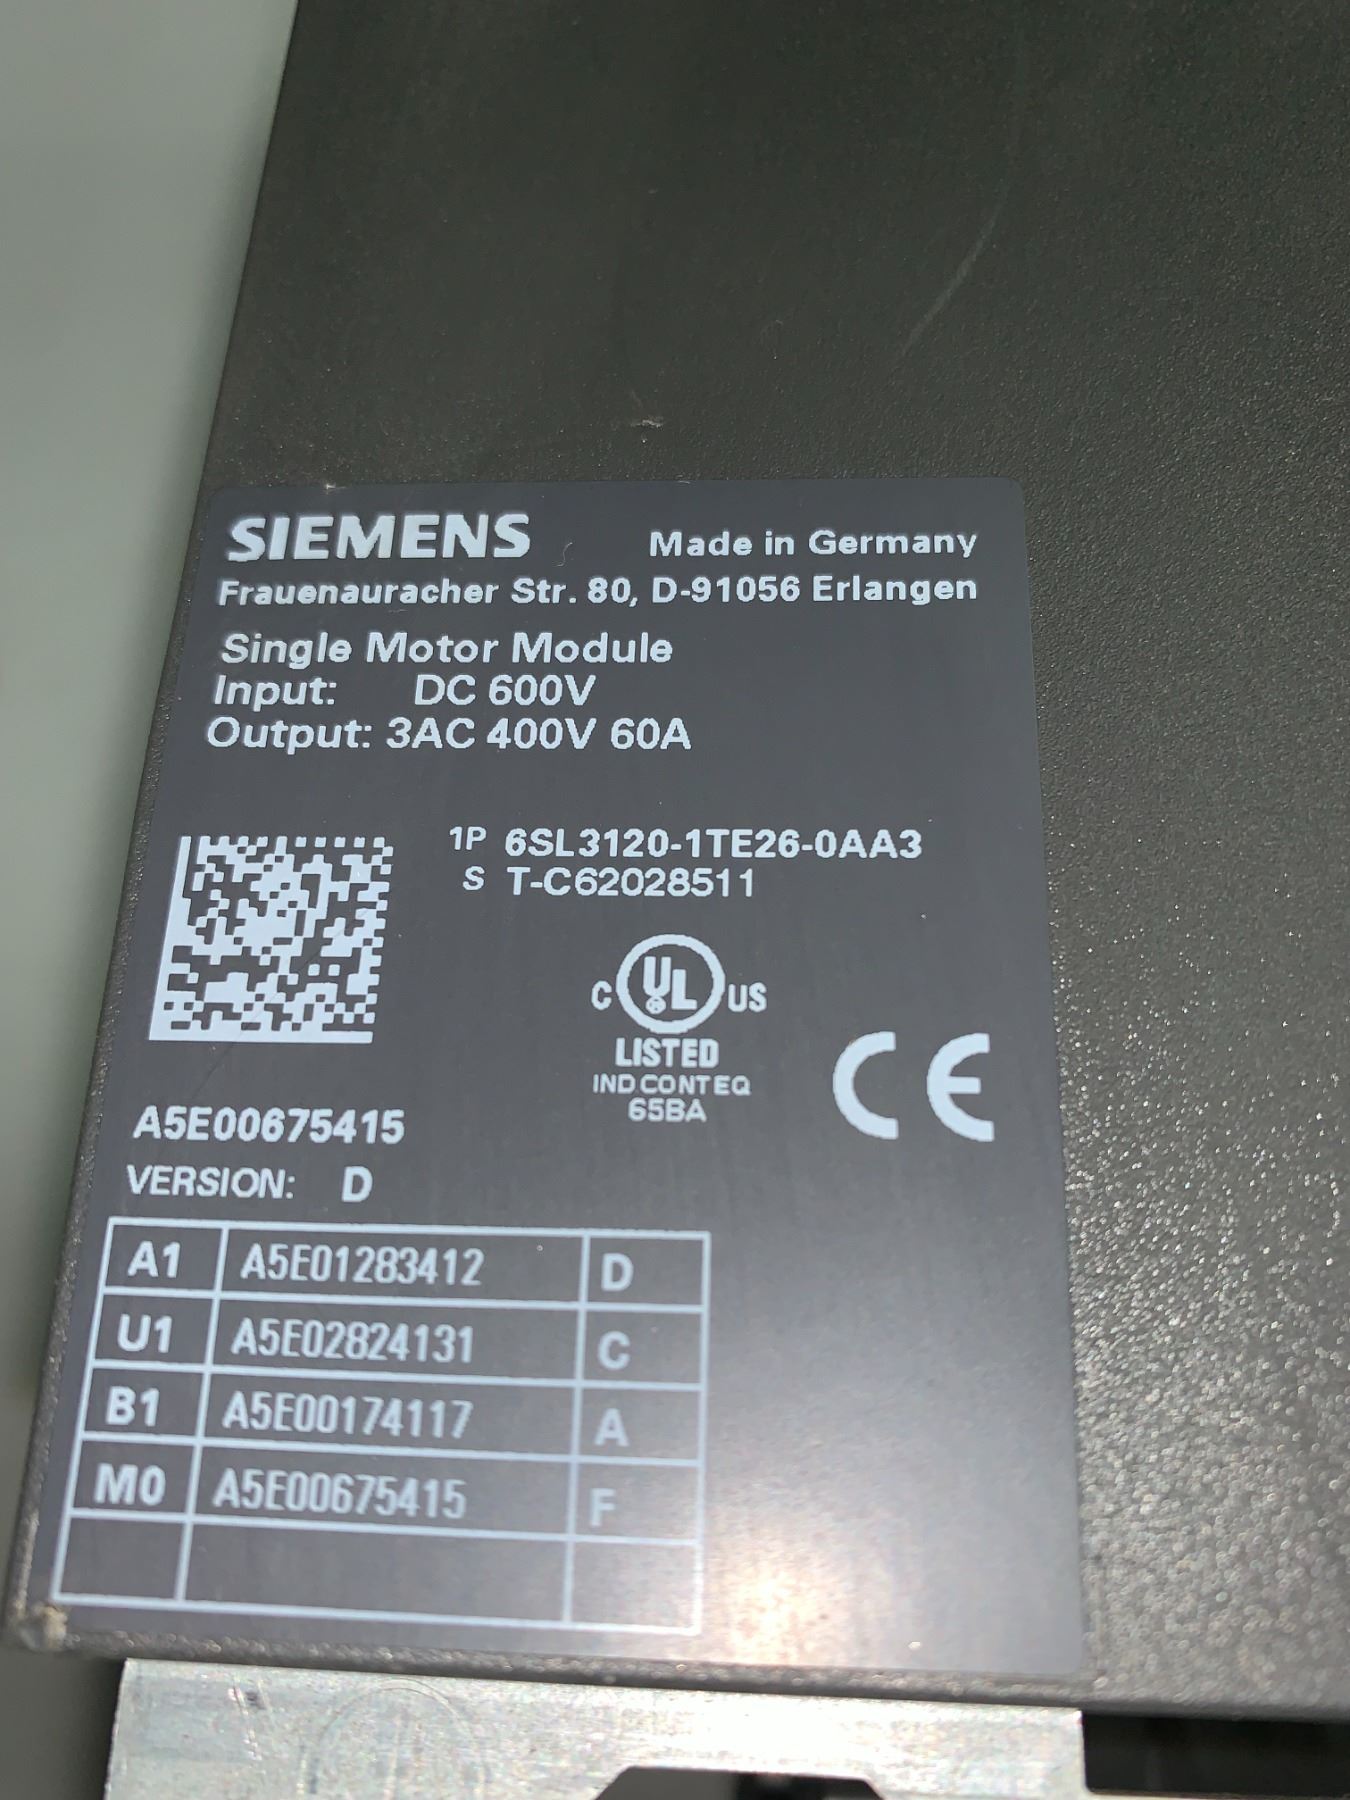 SIEMENS Made in Germany
Frauenauracher Str. 80, D-91056 Erlangen
Single Motor Module
Input: DC 600V
Output: 3AC 400V 60A
1P 6SL3120-1TE26-0AA3
S T-C62028511
C UL US
LISTED
IND CONT EQ
65BA
CE
A5E00675415
VERSION: D
A1 A5E01283412 D
U1 A5E02824131 C
B1 A5E00174117 A
M0 A5E00675415 F